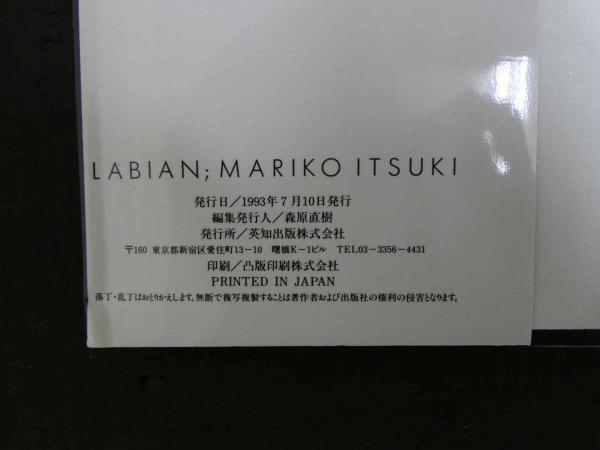 LABIAN; MARIKO ITSUKI
発行日／1993年7月10日発行
編集発行人／森原直樹
発行所／英知出版株式会社
〒160 東京都新宿区愛住町13-10 曙橋K-1ビル TEL03-3356-4431
印刷／凸版印刷株式会社
PRINTED IN JAPAN
落丁・乱丁はおとりかえします。無断で複写複製することは著作者および出版社の権利の侵害となります。